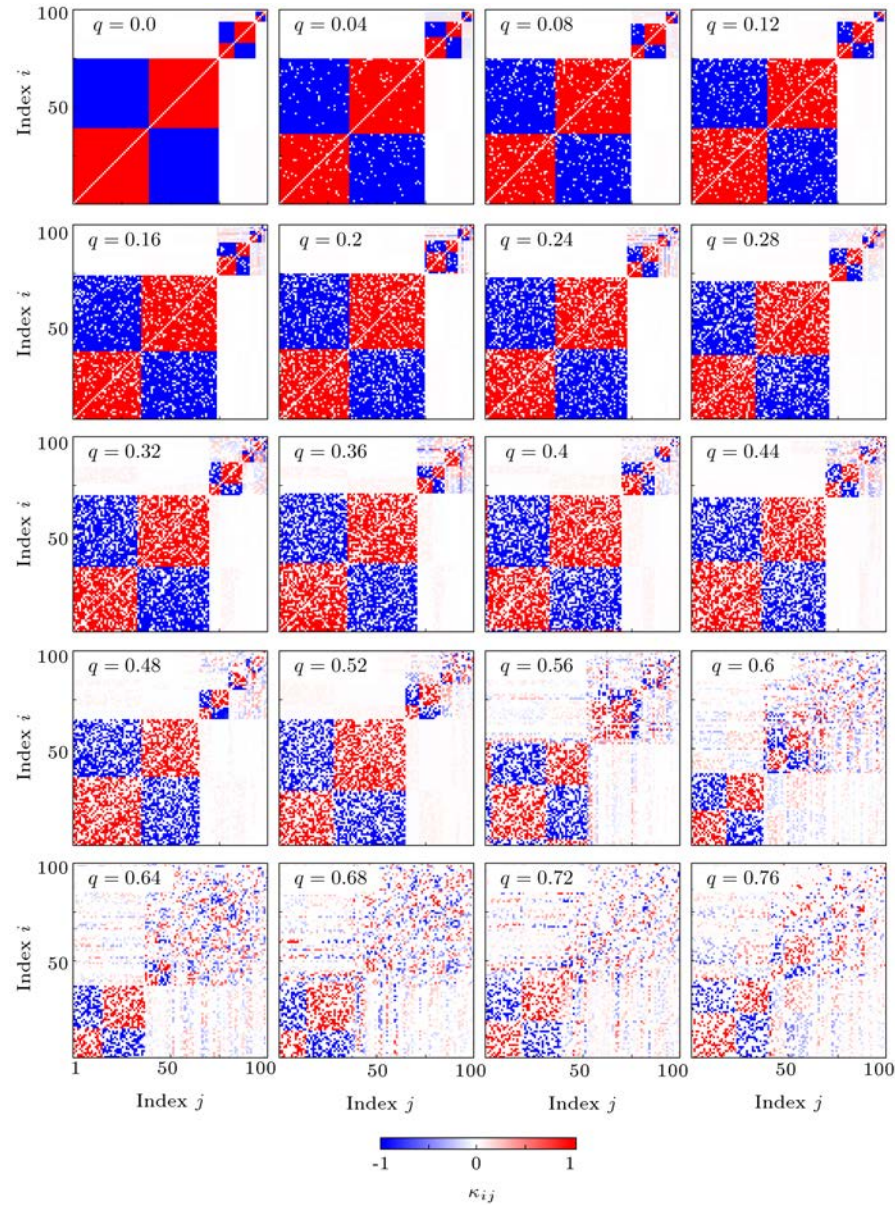 100 q = 0.0 q = 0.04 q = 0.08 q = 0.12
Index i
50
100 q = 0.16 q = 0.2 q = 0.24 q = 0.28
Index i
50
100 q = 0.32 q = 0.36 q = 0.4 q = 0.44
Index i
50
100 q = 0.48 q = 0.52 q = 0.56 q = 0.6
Index i
50
100 q = 0.64 q = 0.68 q = 0.72 q = 0.76
Index i
50
1 50 100 50 100 50 100 50 100
Index j Index j Index j Index j
-1 0 1
κij